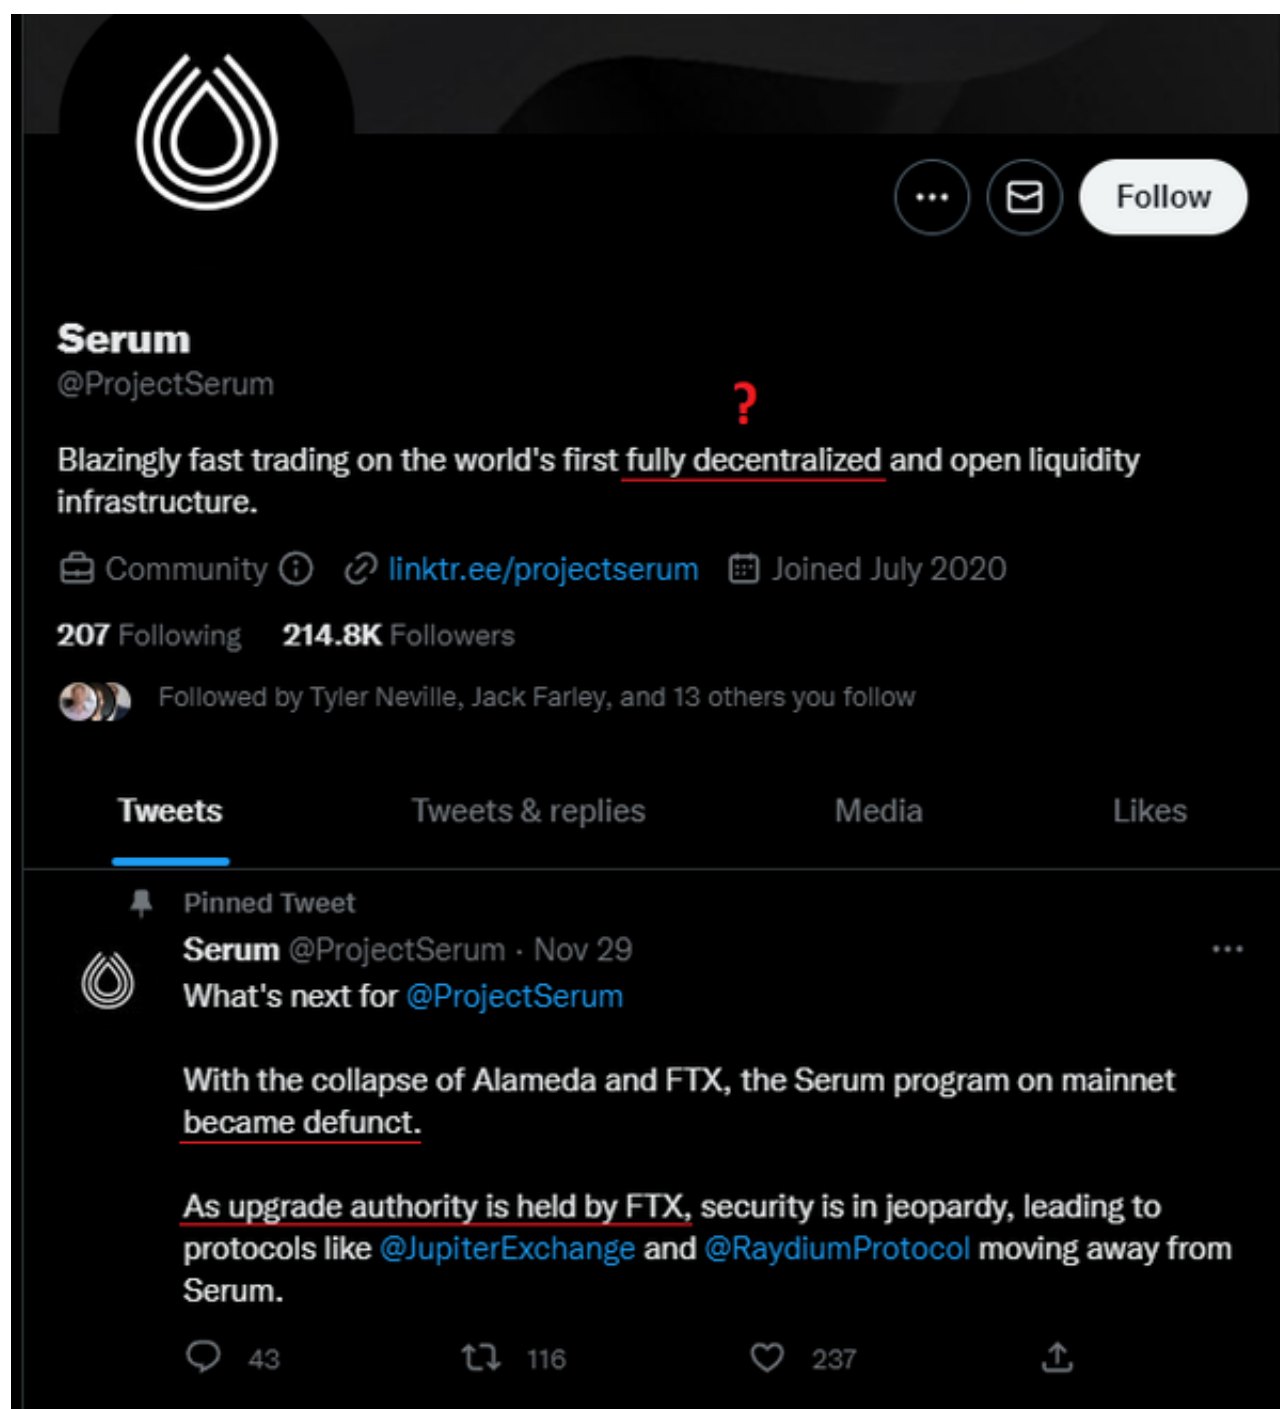 Follow
Serum
@ProjectSerum
?
Blazingly fast trading on the world's first fully decentralized and open liquidity
infrastructure.
Community linktr.ee/projectserum Joined July 2020
207 Following 214.8K Followers
Followed by Tyler Neville, Jack Farley, and 13 others you follow
Tweets Tweets & replies Media Likes
Pinned Tweet
Serum @ProjectSerum · Nov 29
What's next for @ProjectSerum
With the collapse of Alameda and FTX, the Serum program on mainnet
became defunct.
As upgrade authority is held by FTX, security is in jeopardy, leading to
protocols like @JupiterExchange and @RaydiumProtocol moving away from
Serum.
43 116 237